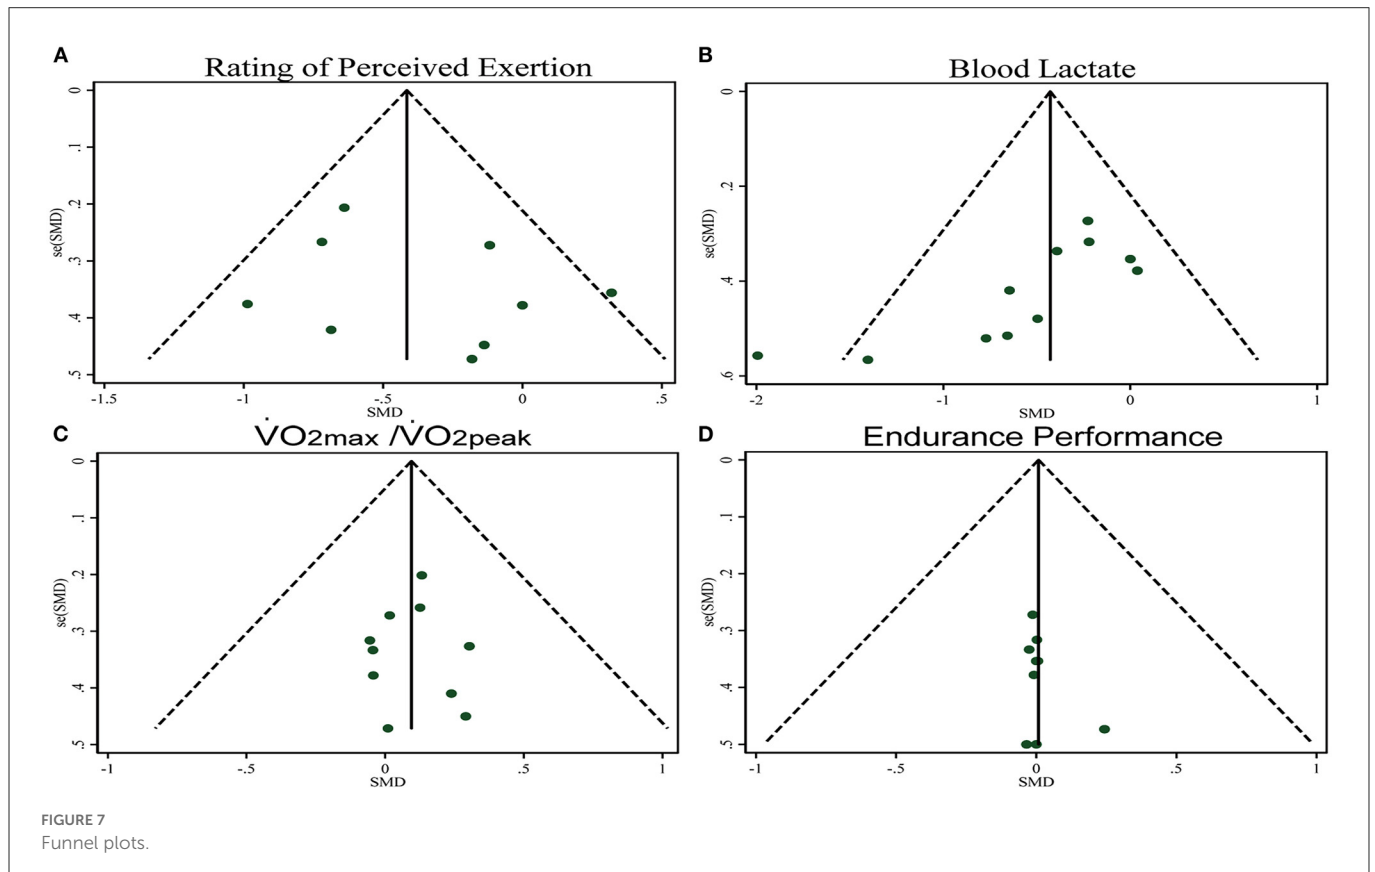 A
Rating of Perceived Exertion
0
.1
.2
.3
.4
.5
se(SMD)
-1.5
-1
-.5
0
.5
SMD
B
Blood Lactate
0
.2
.4
.6
se(SMD)
-2
-1
0
1
SMD
C
V̇O2max /V̇O2peak
0
.1
.2
.3
.4
.5
se(SMD)
-1
-.5
0
.5
1
SMD
D
Endurance Performance
0
.1
.2
.3
.4
.5
se(SMD)
-1
-.5
0
.5
1
SMD
FIGURE 7
Funnel plots.